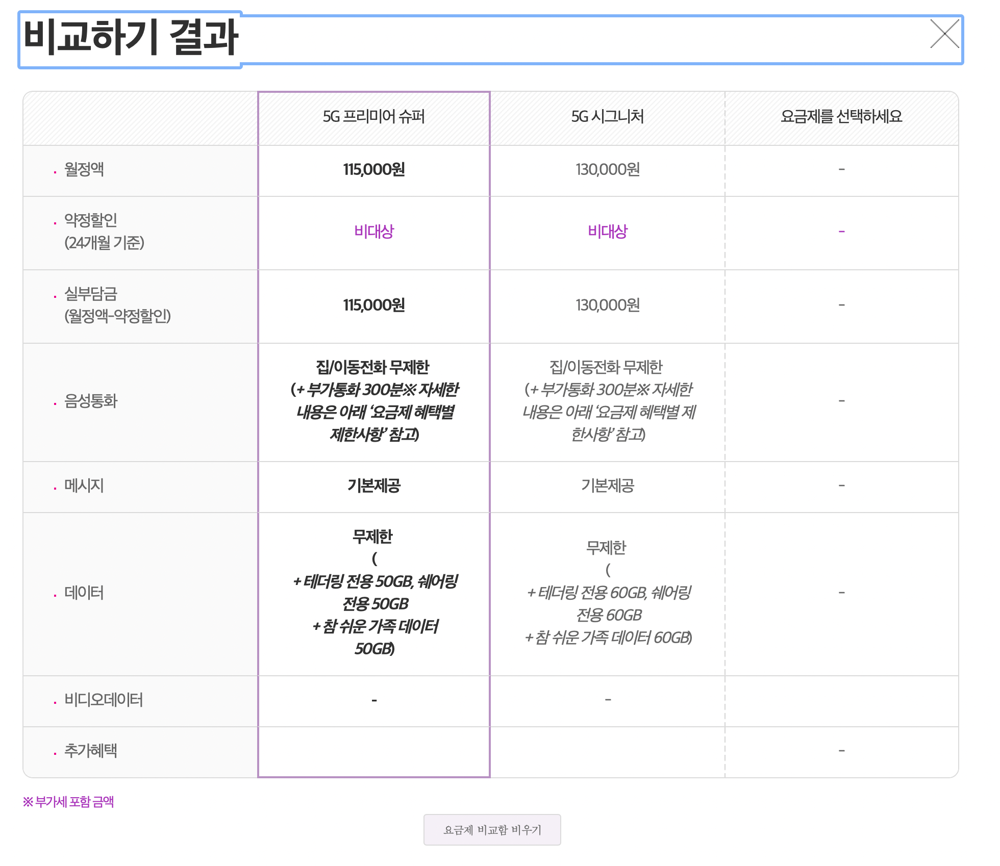 비교하기 결과
5G 프리미어 슈퍼
5G 시그니처
요금제를 선택하세요
월정액
115,000원
130,000원
-
약정할인
(24개월 기준)
비대상
비대상
-
실부담금
(월정액-약정할인)
115,000원
130,000원
-
음성통화
집/이동전화 무제한
(+ 부가통화 300분※ 자세한
내용은 아래 ‘요금제 혜택별
제한사항’ 참고)
집/이동전화 무제한
(+ 부가통화 300분※ 자세한
내용은 아래 ‘요금제 혜택별 제
한사항’ 참고)
-
메시지
기본제공
기본제공
-
데이터
무제한
(
+ 테더링 전용 50GB, 쉐어링
전용 50GB
+ 참 쉬운 가족 데이터
50GB)
무제한
(
+ 테더링 전용 60GB, 쉐어링
전용 60GB
+ 참 쉬운 가족 데이터 60GB)
-
비디오데이터
-
-
추가혜택
-
※ 부가세 포함 금액
요금제 비교함 비우기